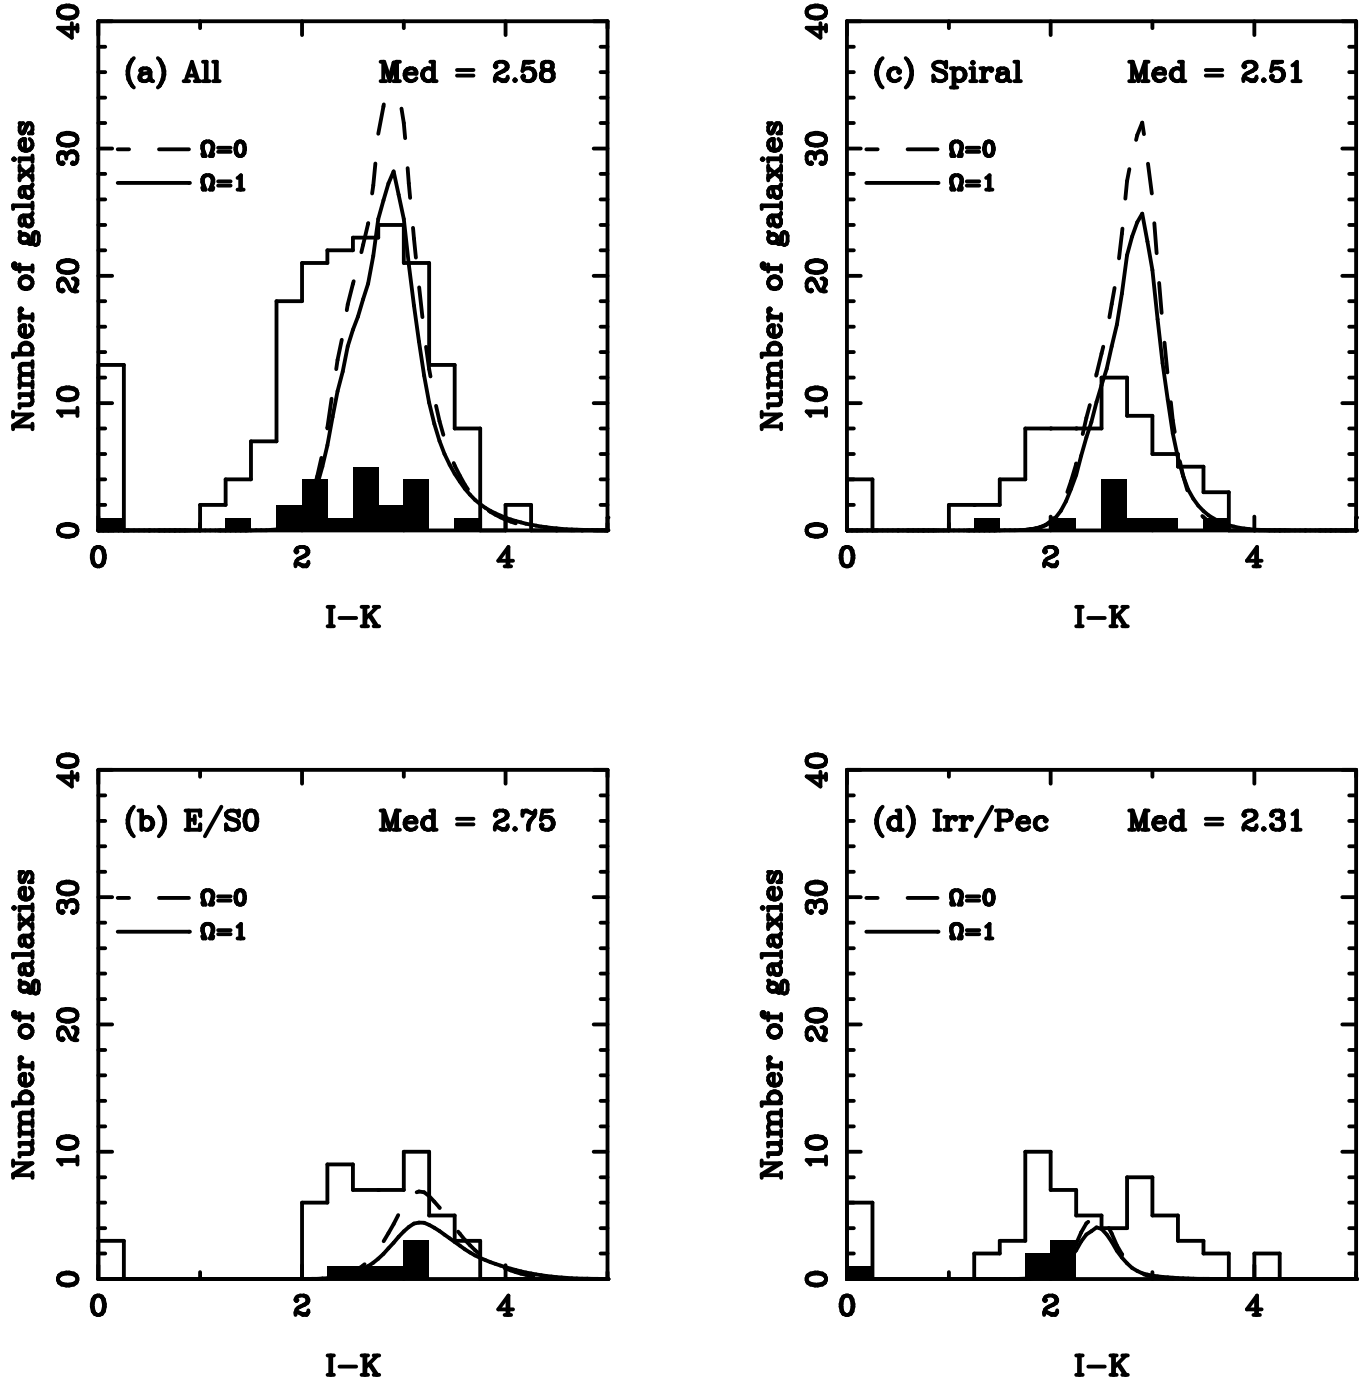 (a) All Med = 2.58
Ω=0
Ω=1
Number of galaxies
0 10 20 30 40
0 2 4
I−K
(c) Spiral Med = 2.51
Ω=0
Ω=1
Number of galaxies
0 10 20 30 40
0 2 4
I−K
(b) E/S0 Med = 2.75
Ω=0
Ω=1
Number of galaxies
0 10 20 30 40
0 2 4
I−K
(d) Irr/Pec Med = 2.31
Ω=0
Ω=1
Number of galaxies
0 10 20 30 40
0 2 4
I−K